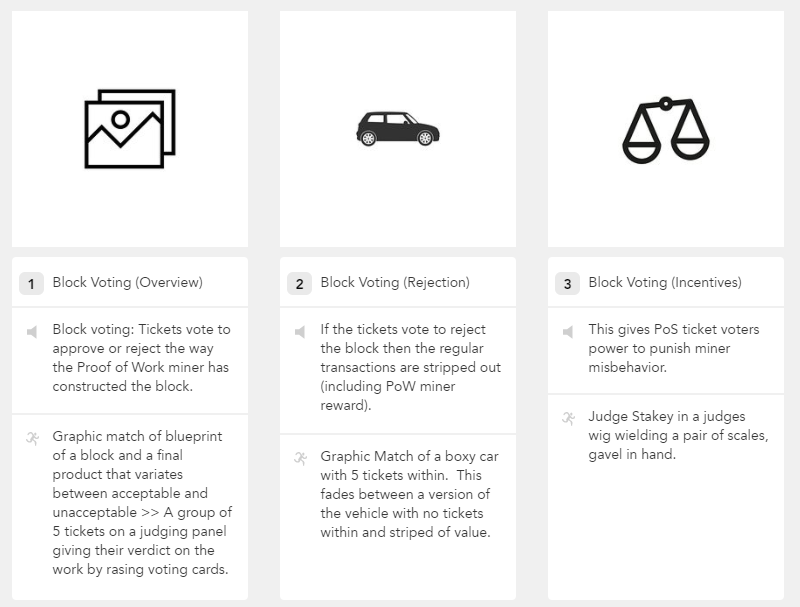 1 Block Voting (Overview)
Block voting: Tickets vote to
approve or reject the way
the Proof of Work miner has
constructed the block.
Graphic match of blueprint
of a block and a final
product that variates
between acceptable and
unacceptable >> A group of
5 tickets on a judging panel
giving their verdict on the
work by rasing voting cards.
2 Block Voting (Rejection)
If the tickets vote to reject
the block then the regular
transactions are stripped out
(including PoW miner
reward).
Graphic Match of a boxy car
with 5 tickets within.  This
fades between a version of
the vehicle with no tickets
within and striped of value.
3 Block Voting (Incentives)
This gives PoS ticket voters
power to punish miner
misbehavior.
Judge Stakey in a judges
wig wielding a pair of scales,
gavel in hand.